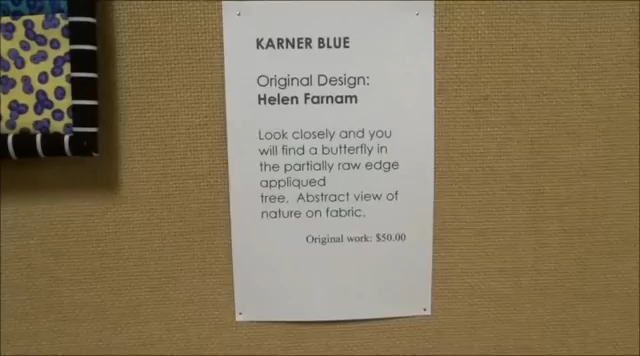 KARNER BLUE
Original Design:
Helen Farnam
Look closely and you
will find a butterfly in
the partially raw edge
appliqued
tree. Abstract view of
nature on fabric.
Original work: $50.00